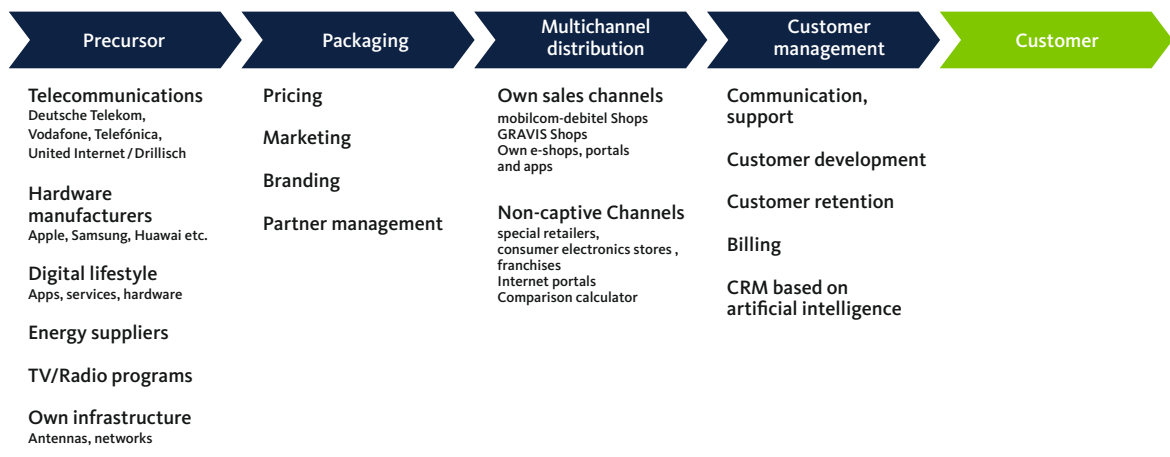 Precursor
Packaging
Multichannel
distribution
Customer
management
Customer
Telecommunications
Deutsche Telekom,
Vodafone, Telefónica,
United Internet / Drillisch
Hardware
manufacturers
Apple, Samsung, Huawai etc.
Digital lifestyle
Apps, services, hardware
Energy suppliers
TV/Radio programs
Own infrastructure
Antennas, networks
Pricing
Marketing
Branding
Partner management
Own sales channels
mobilcom-debitel Shops
GRAVIS Shops
Own e-shops, portals
and apps
Non-captive Channels
special retailers,
consumer electronics stores ,
franchises
Internet portals
Comparison calculator
Communication,
support
Customer development
Customer retention
Billing
CRM based on
artificial intelligence